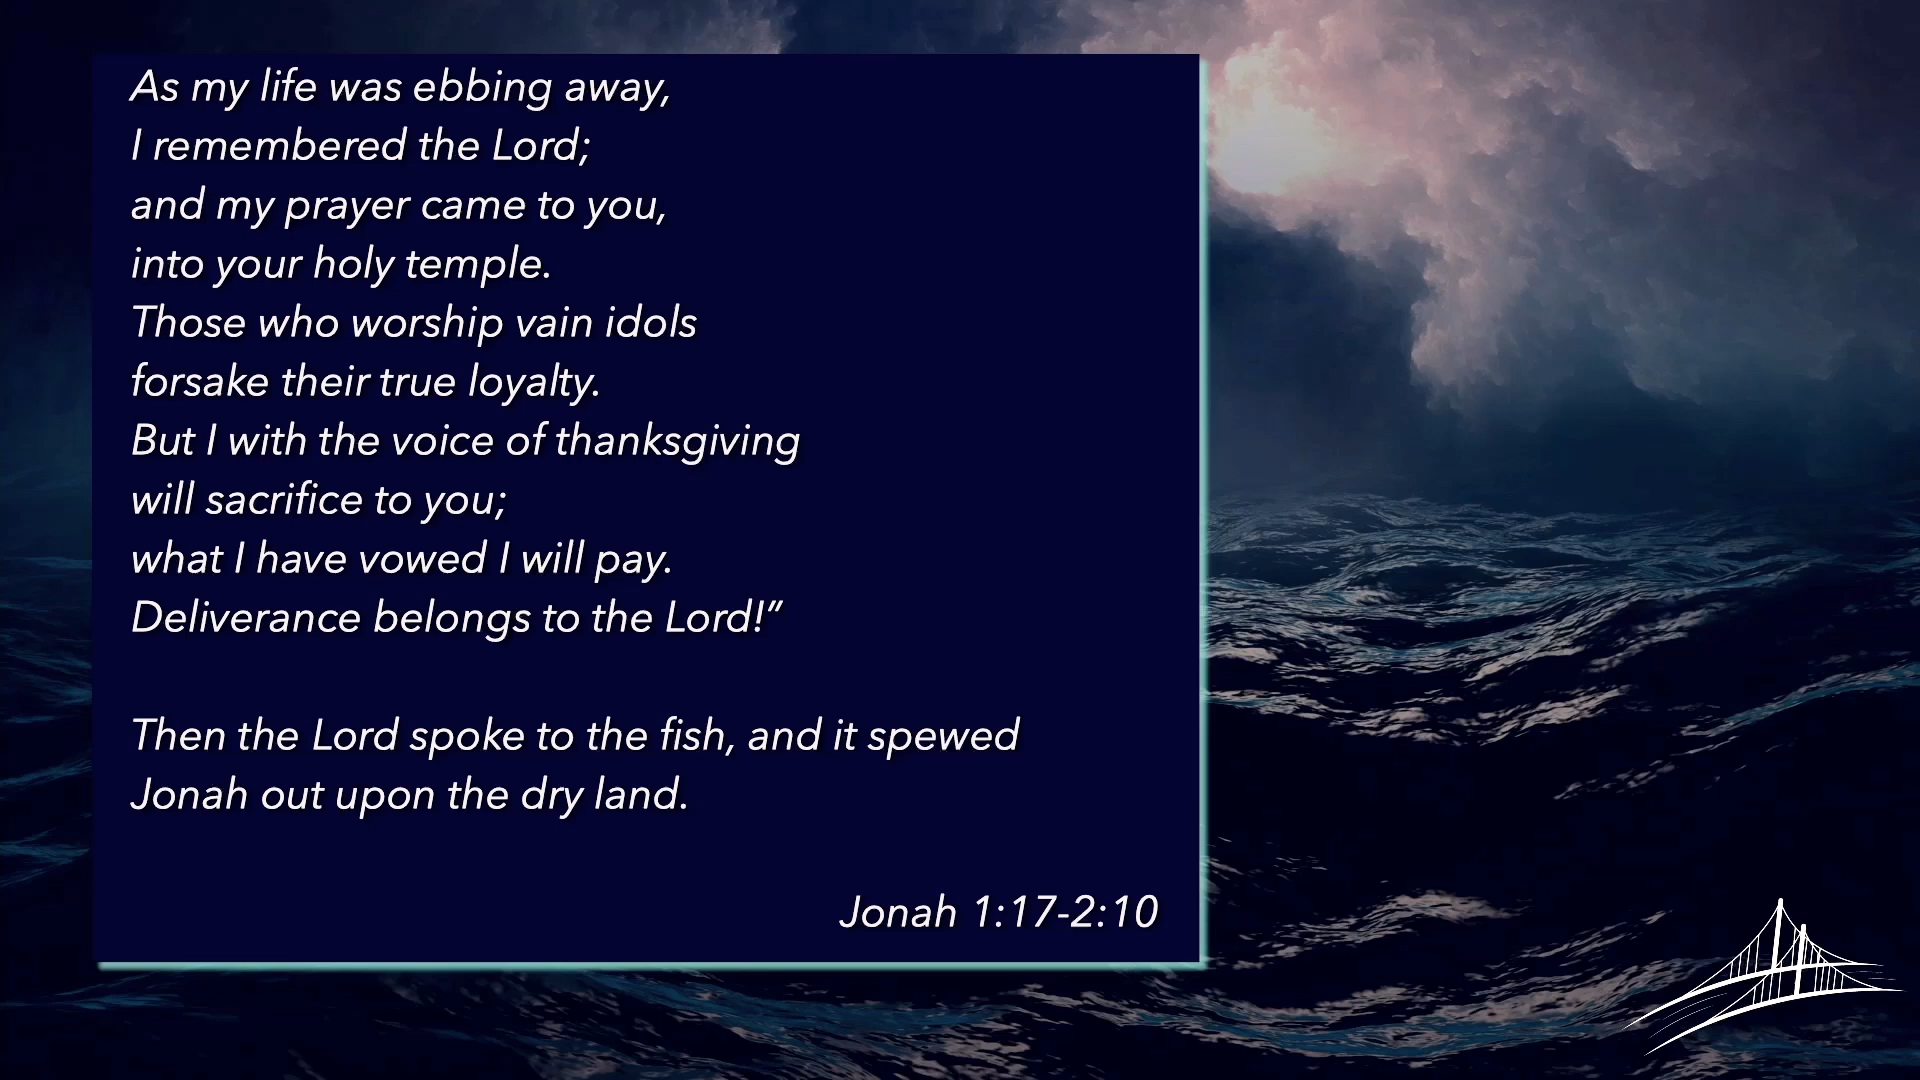 As my life was ebbing away,
I remembered the Lord;
and my prayer came to you,
into your holy temple.
Those who worship vain idols
forsake their true loyalty.
But I with the voice of thanksgiving
will sacrifice to you;
what I have vowed I will pay.
Deliverance belongs to the Lord!”
Then the Lord spoke to the fish, and it spewed
Jonah out upon the dry land.
Jonah 1:17-2:10